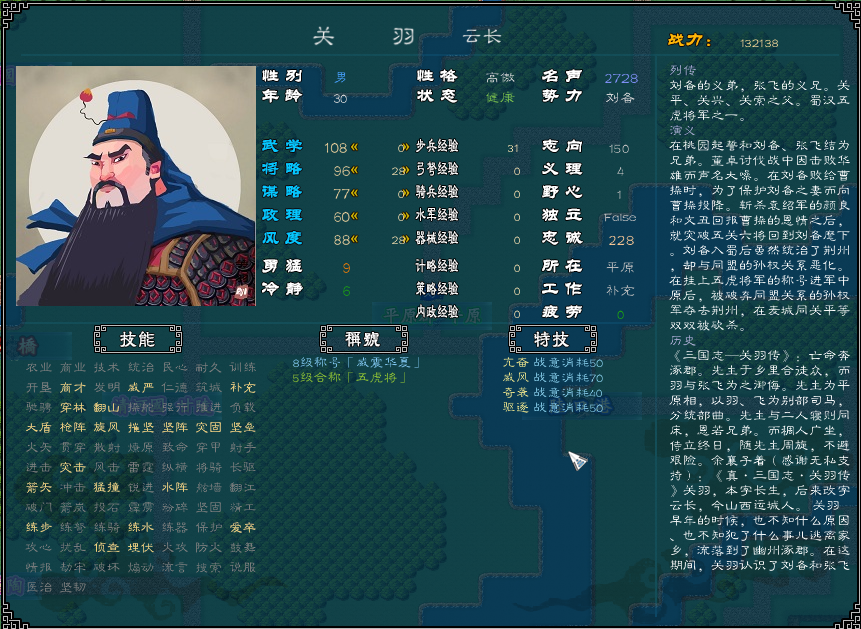 关 羽 云长
战力： 132138
性别 男 性格 高傲 名声 2728
年龄 30 状态 健康 势力 刘备
武学 108 0 步兵经验 31 志向 150
将略 96 28 弓弩经验 0 义理 4
谋略 77 0 骑兵经验 0 野心 1
政理 60 0 水军经验 0 独立 False
风度 88 28 器械经验 0 忠诚 228
勇猛 9 计略经验 0 所在 平原
冷静 6 策略经验 0 工作 补充
内政经验 0 疲劳 0
技能
农业 商业 技术 统治 民心 耐久 训练
开垦 商才 发明 威严 仁德 筑城 补充
驰骋 穿林 翻山 操舵 强行 推进 负载
大盾 枪阵 旋风 推坚 坚阵 灾固 坚垒
火矢 贯穿 散射 燎原 致命 穿甲 射手
进击 突击 风击 雷霆 纵横 将骑 长驱
箭矢 冲击 猛撞 锐进 水阵 舱墙 翻江
破门 箭岚 投石 霹雳 粉碎 坚固 精工
练步 练弩 练骑 练水 练器 保护 爱卒
攻心 扰乱 侦查 埋伏 火攻 防火 鼓舞
情报 劫牢 破坏 煽动 流言 搜索 说服
医治 坚韧
稱號
8级称号「威震华夏」
5级合称「五虎将」
特技
亢奋 战意消耗50
威风 战意消耗70
奇袭 战意消耗40
驱逐 战意消耗50
列传
刘备的义弟，张飞的义兄。关
平、关兴、关索之父。蜀汉五
虎将军之一。
演义
在桃园起誓和刘备、张飞结为
兄弟。董卓讨伐战中因击败华
雄而声名大噪。在刘备败给曹
操时，为了保护刘备之妻而向
曹操投降。斩杀袁绍军的颜良
和文丑回报曹操的恩情之后，
就突破五关六将回到刘备麾下
。刘备入蜀后虽然统治了荆州
，却与同盟的孙权关系恶化。
在挂上五虎将军的称号进军中
原后，被破弃同盟关系的孙权
军夺去荆州，在麦城同关平等
双双被砍杀。
历史
《三国志—关羽传》：亡命奔
涿郡。先主于乡里合徒众，而
羽与张飞为之御侮。先主为平
原相，以羽、飞为别部司马，
分统部曲。先主与二人寝则同
床，恩若兄弟。而稠人广坐，
侍立终日，随先主周旋，不避
艰险。余襄子着（感谢无私支
持）：《真·三国志·关羽传
》关羽，本字长生，后来改字
云长，今山西运城人。 关羽
早年的时候，也不知什么原因
、也不知犯了什么事儿逃离家
乡，流落到了幽州涿郡。在这
期间，关羽认识了刘备和张飞